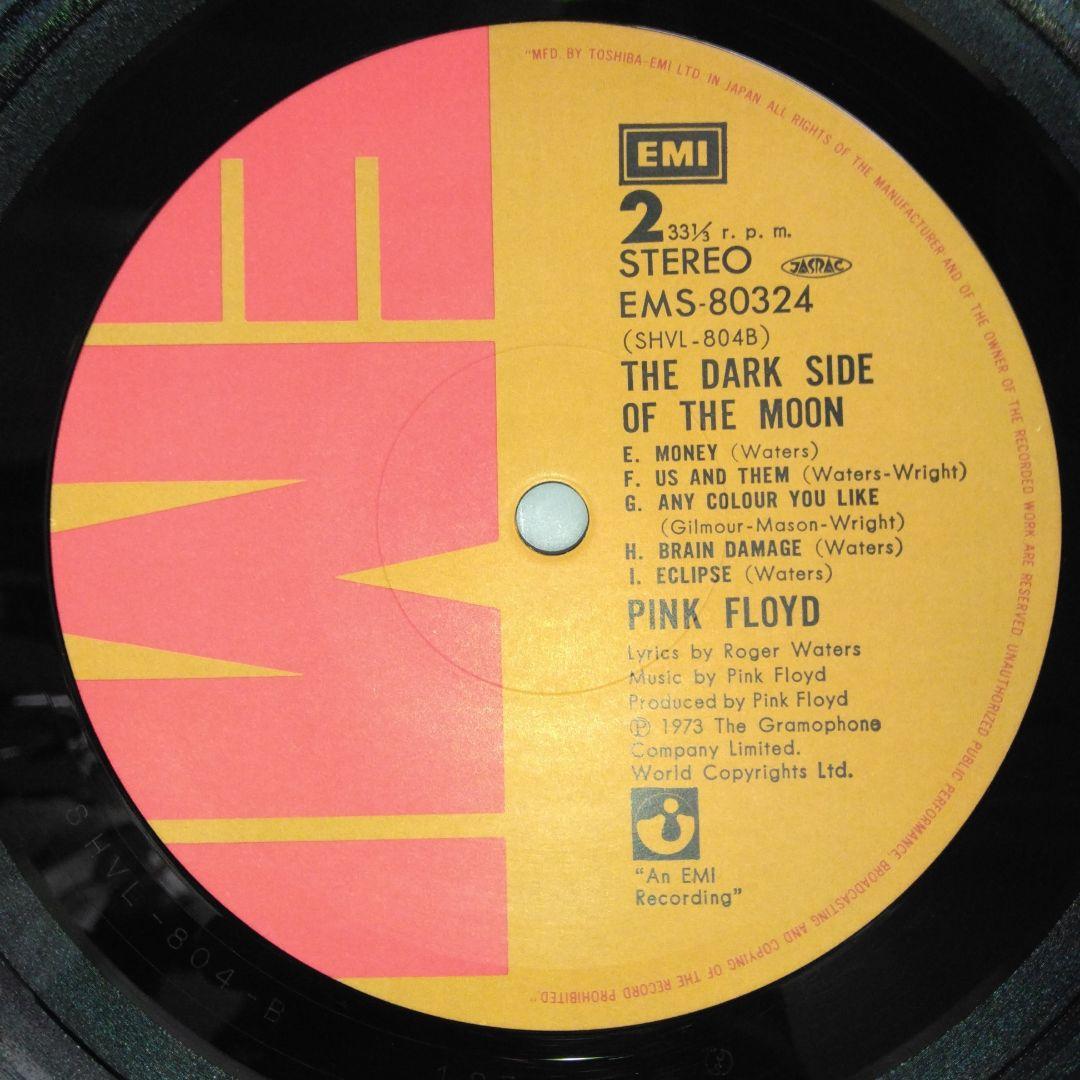 "MFD. BY TOSHIBA-EMI LTD. IN JAPAN ALL RIGHTS OF THE MANUFACTURER AND OF THE OWNER OF THE RECORDED WORK ARE RESERVED UNAUTHORIZED PUBLIC PERFORMANCE, BROADCASTING AND COPYING OF THE RECORD PROHIBITED"
EMI
2 33⅓ r. p. m.
STEREO JASRAC
EMS-80324
(SHVL-804B)
THE DARK SIDE
OF THE MOON
E. MONEY (Waters)
F. US AND THEM (Waters-Wright)
G. ANY COLOUR YOU LIKE
(Gilmour-Mason-Wright)
H. BRAIN DAMAGE (Waters)
I. ECLIPSE (Waters)
PINK FLOYD
Lyrics by Roger Waters
Music by Pink Floyd
Produced by Pink Floyd
℗ 1973 The Gramophone
Company Limited.
World Copyrights Ltd.
"An EMI
Recording"
EMI
SHVL-804-B